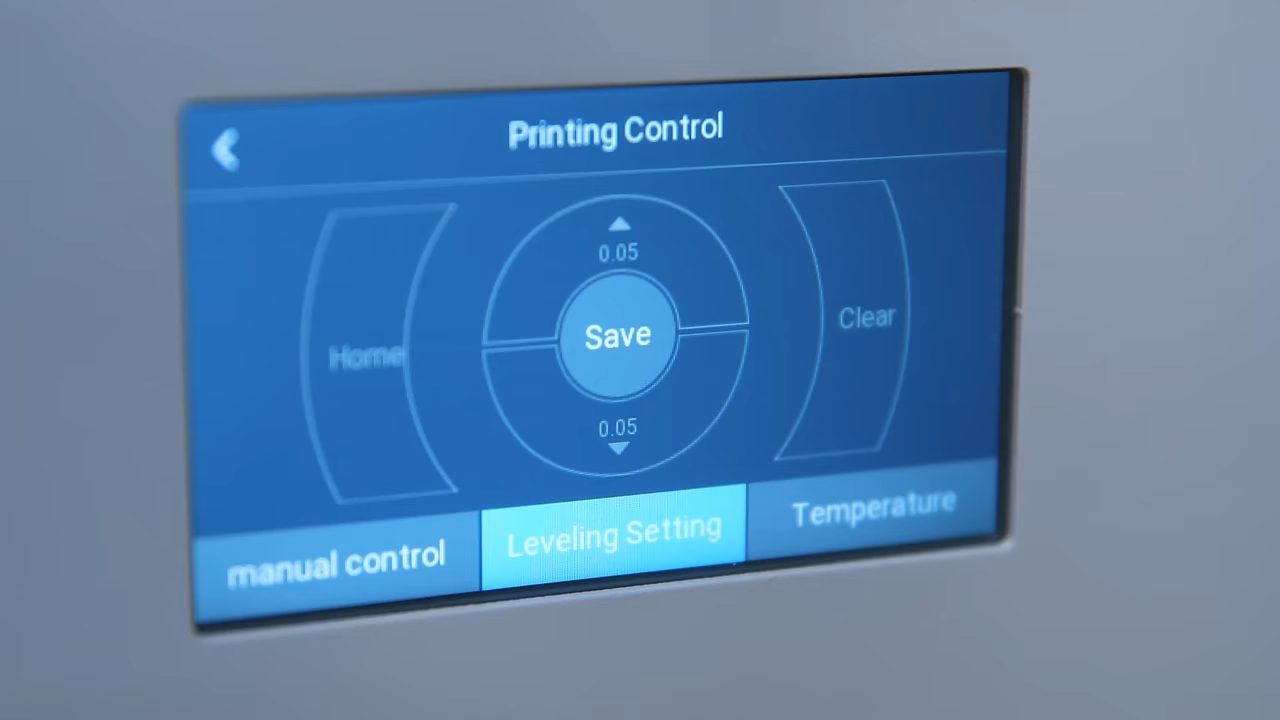 Printing Control
0.05
Home
Save
Clear
0.05
manual control
Leveling Setting
Temperature